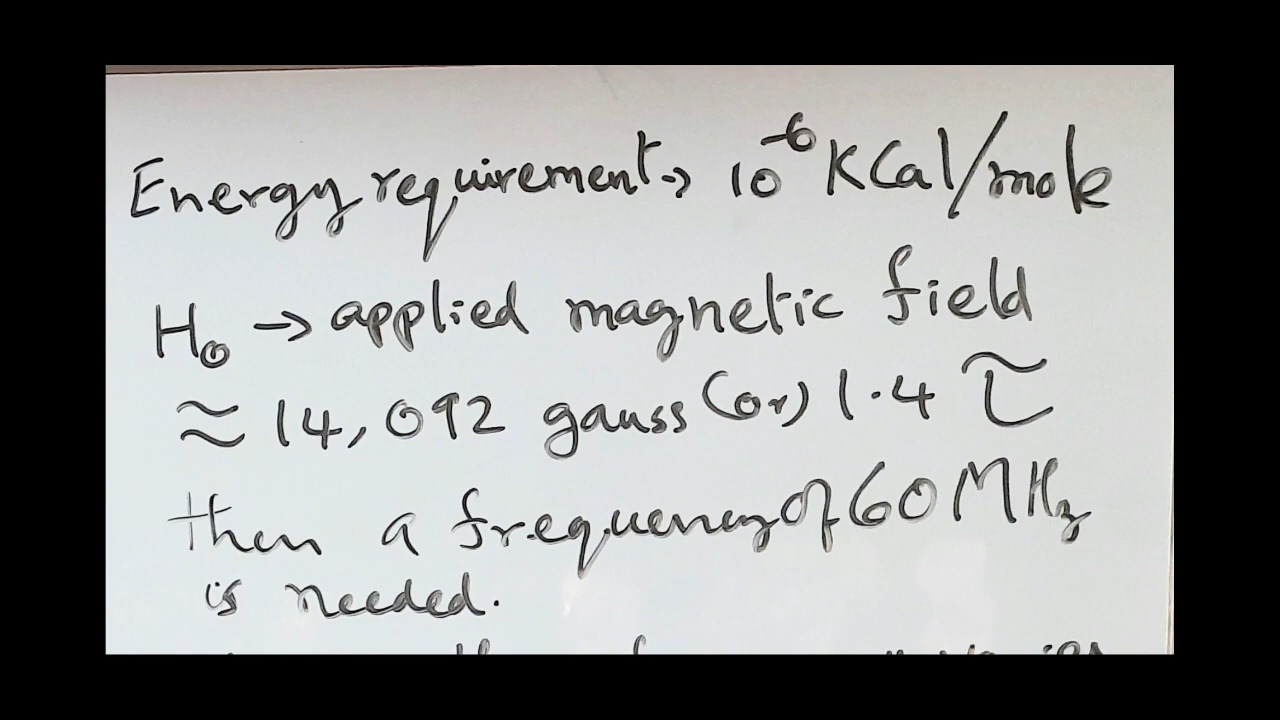 Energy requirement → 10⁻⁶ KCal/mole
H₀ → applied magnetic field
≈ 14,092 gauss (or) 1.4 T
then a frequency of 60 MHz
is needed.